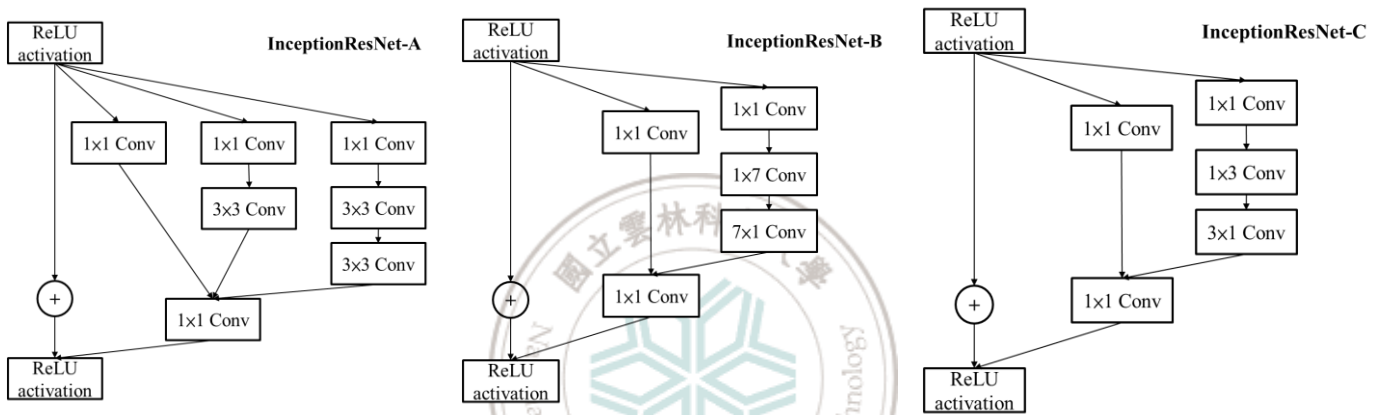 InceptionResNet-A
ReLU
activation
1×1 Conv
1×1 Conv
1×1 Conv
3×3 Conv
3×3 Conv
3×3 Conv
+
1×1 Conv
ReLU
activation
InceptionResNet-B
ReLU
activation
1×1 Conv
1×1 Conv
1×7 Conv
7×1 Conv
+
1×1 Conv
ReLU
activation
InceptionResNet-C
ReLU
activation
1×1 Conv
1×1 Conv
1×3 Conv
3×1 Conv
+
1×1 Conv
ReLU
activation
國立雲林科
學